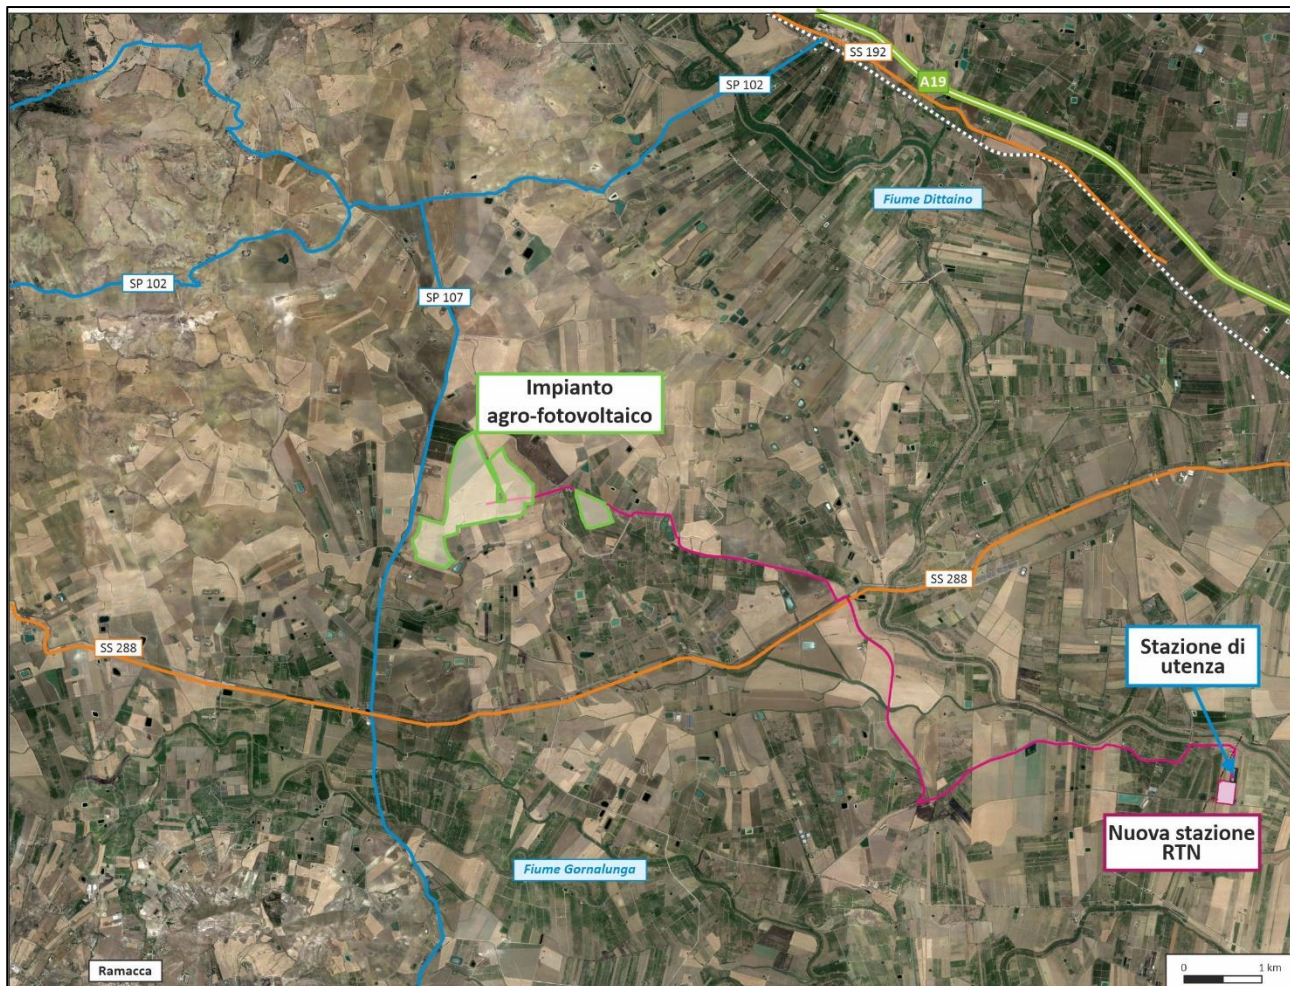 SS 192
A19
SP 102
Fiume Dittaino
SP 102
SP 107
Impianto
agro-fotovoltaico
SS 288
SS 288
Stazione di
utenza
Nuova stazione
RTN
Fiume Gornalunga
Ramacca
0 1 km